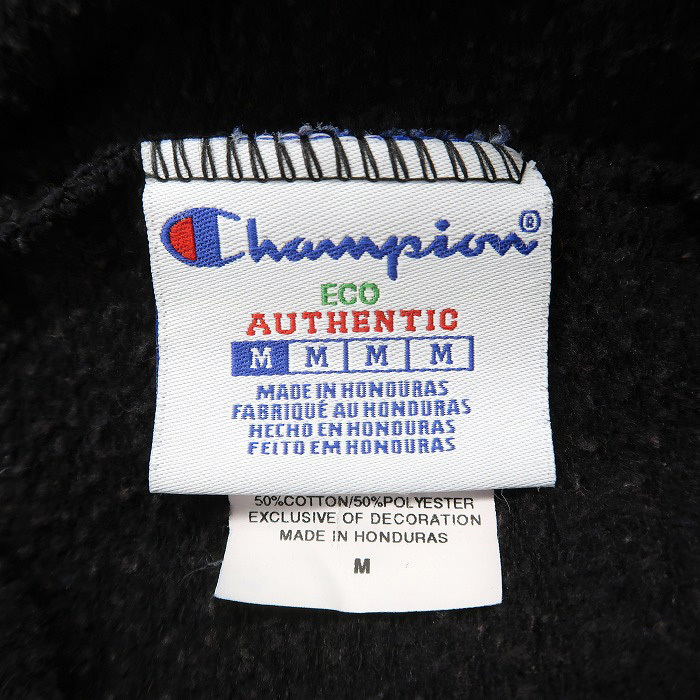 Champion®
ECO
AUTHENTIC
M M M M
MADE IN HONDURAS
FABRIQUÉ AU HONDURAS
HECHO EN HONDURAS
FEITO EM HONDURAS
50%COTTON/50%POLYESTER
EXCLUSIVE OF DECORATION
MADE IN HONDURAS
M